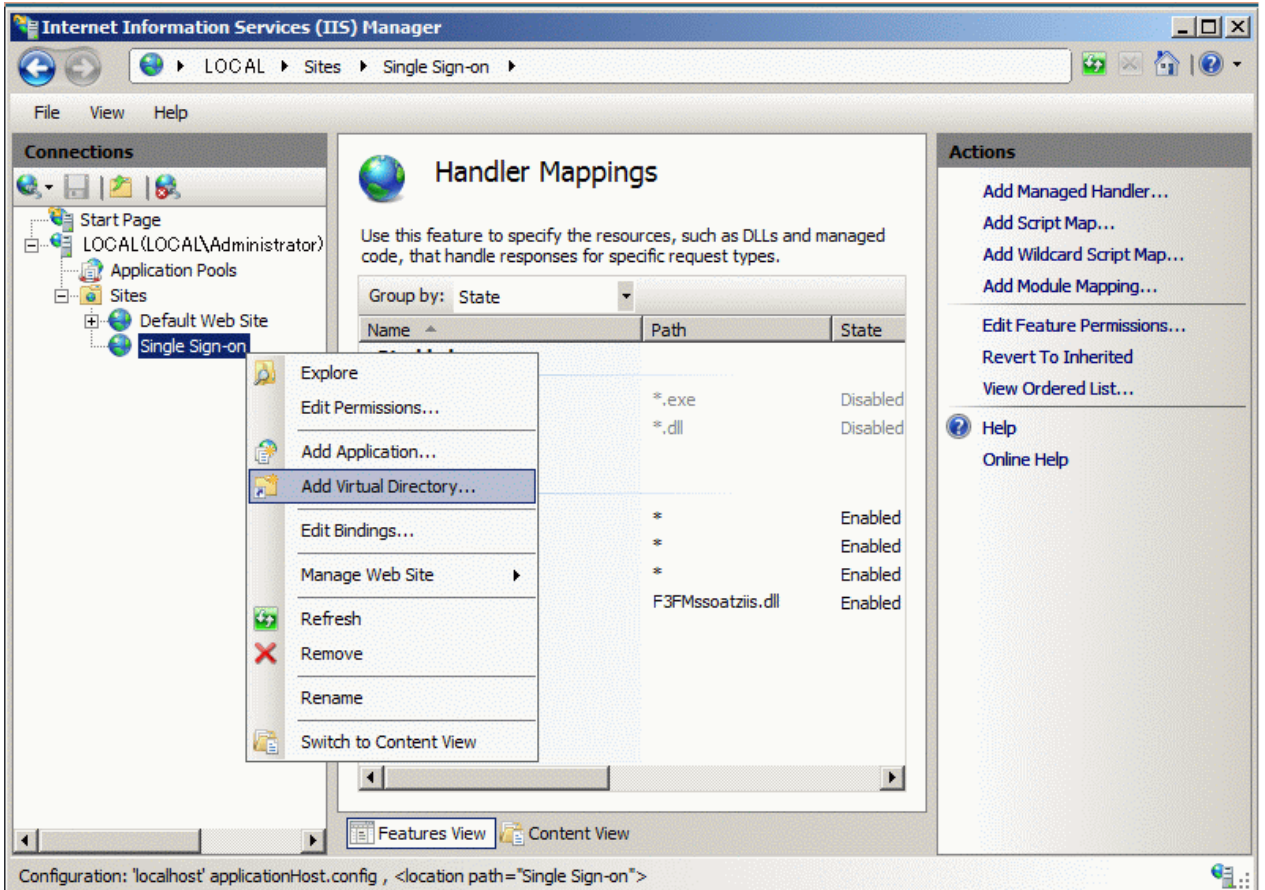 Internet Information Services (IIS) Manager
LOCAL Sites Single Sign-on
File View Help
Connections
Start Page
LOCAL(LOCAL\Administrator)
Application Pools
Sites
Default Web Site
Single Sign-on
Explore
Edit Permissions...
Add Application...
Add Virtual Directory...
Edit Bindings...
Manage Web Site
Refresh
Remove
Rename
Switch to Content View
Handler Mappings
Use this feature to specify the resources, such as DLLs and managed
code, that handle responses for specific request types.
Group by: State
Name Path State
*.exe Disabled
*.dll Disabled
* Enabled
* Enabled
* Enabled
F3FMssoatziis.dll Enabled
Features View Content View
Actions
Add Managed Handler...
Add Script Map...
Add Wildcard Script Map...
Add Module Mapping...
Edit Feature Permissions...
Revert To Inherited
View Ordered List...
Help
Online Help
Configuration: 'localhost' applicationHost.config , <location path="Single Sign-on">